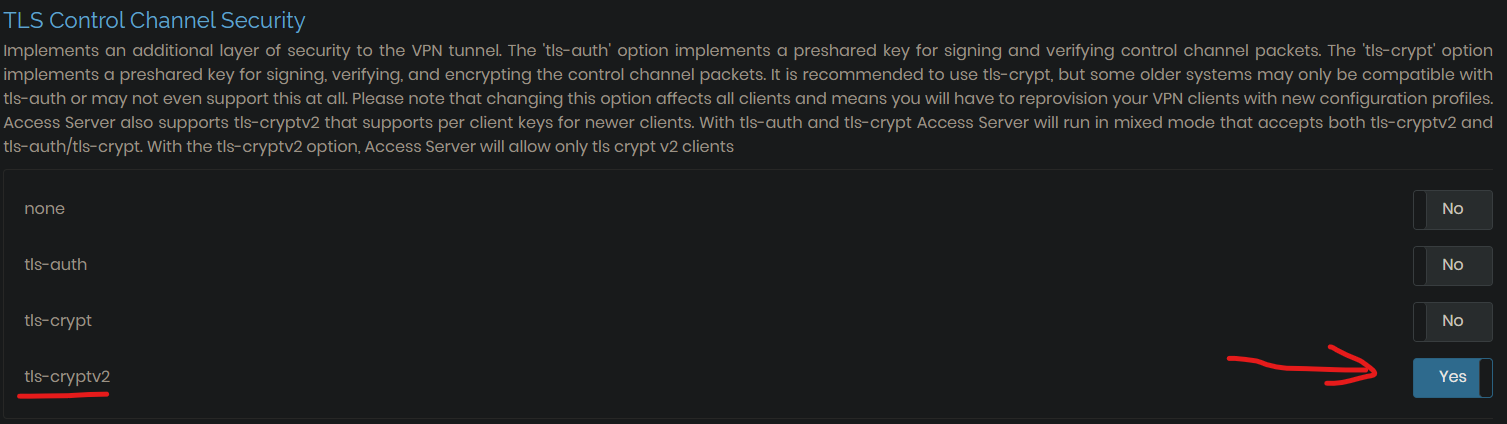 TLS Control Channel Security
Implements an additional layer of security to the VPN tunnel. The 'tls-auth' option implements a preshared key for signing and verifying control channel packets. The 'tls-crypt' option
implements a preshared key for signing, verifying, and encrypting the control channel packets. It is recommended to use tls-crypt, but some older systems may only be compatible with
tls-auth or may not even support this at all. Please note that changing this option affects all clients and means you will have to reprovision your VPN clients with new configuration profiles.
Access Server also supports tls-cryptv2 that supports per client keys for newer clients. With tls-auth and tls-crypt Access Server will run in mixed mode that accepts both tls-cryptv2 and
tls-auth/tls-crypt. With the tls-cryptv2 option, Access Server will allow only tls crypt v2 clients
none No
tls-auth No
tls-crypt No
tls-cryptv2 Yes